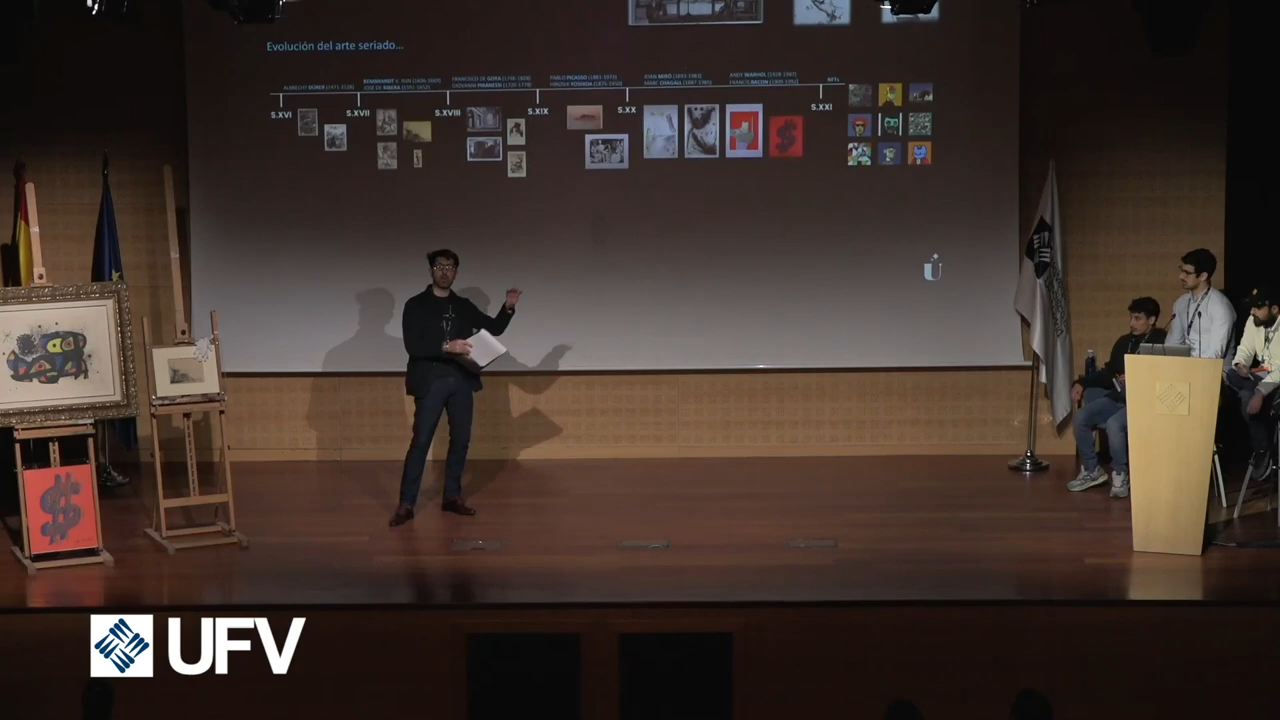 Evolución del arte seriado...
ALBRECHT DÜRER (1471-1528)
REMBRANDT V. RIJN (1606-1669)
JOSÉ DE RIBERA (1591-1652)
FRANCISCO DE GOYA (1746-1828)
GIOVANNI PIRANESI (1720-1778)
PABLO PICASSO (1881-1973)
HIROSHI YOSHIDA (1876-1950)
JOAN MIRÓ (1893-1983)
MARC CHAGALL (1887-1985)
ANDY WARHOL (1928-1987)
FRANCIS BACON (1909-1992)
NFTs
S.XVI
S.XVII
S.XVIII
S.XIX
S.XX
S.XXI
$
U
$
UFV